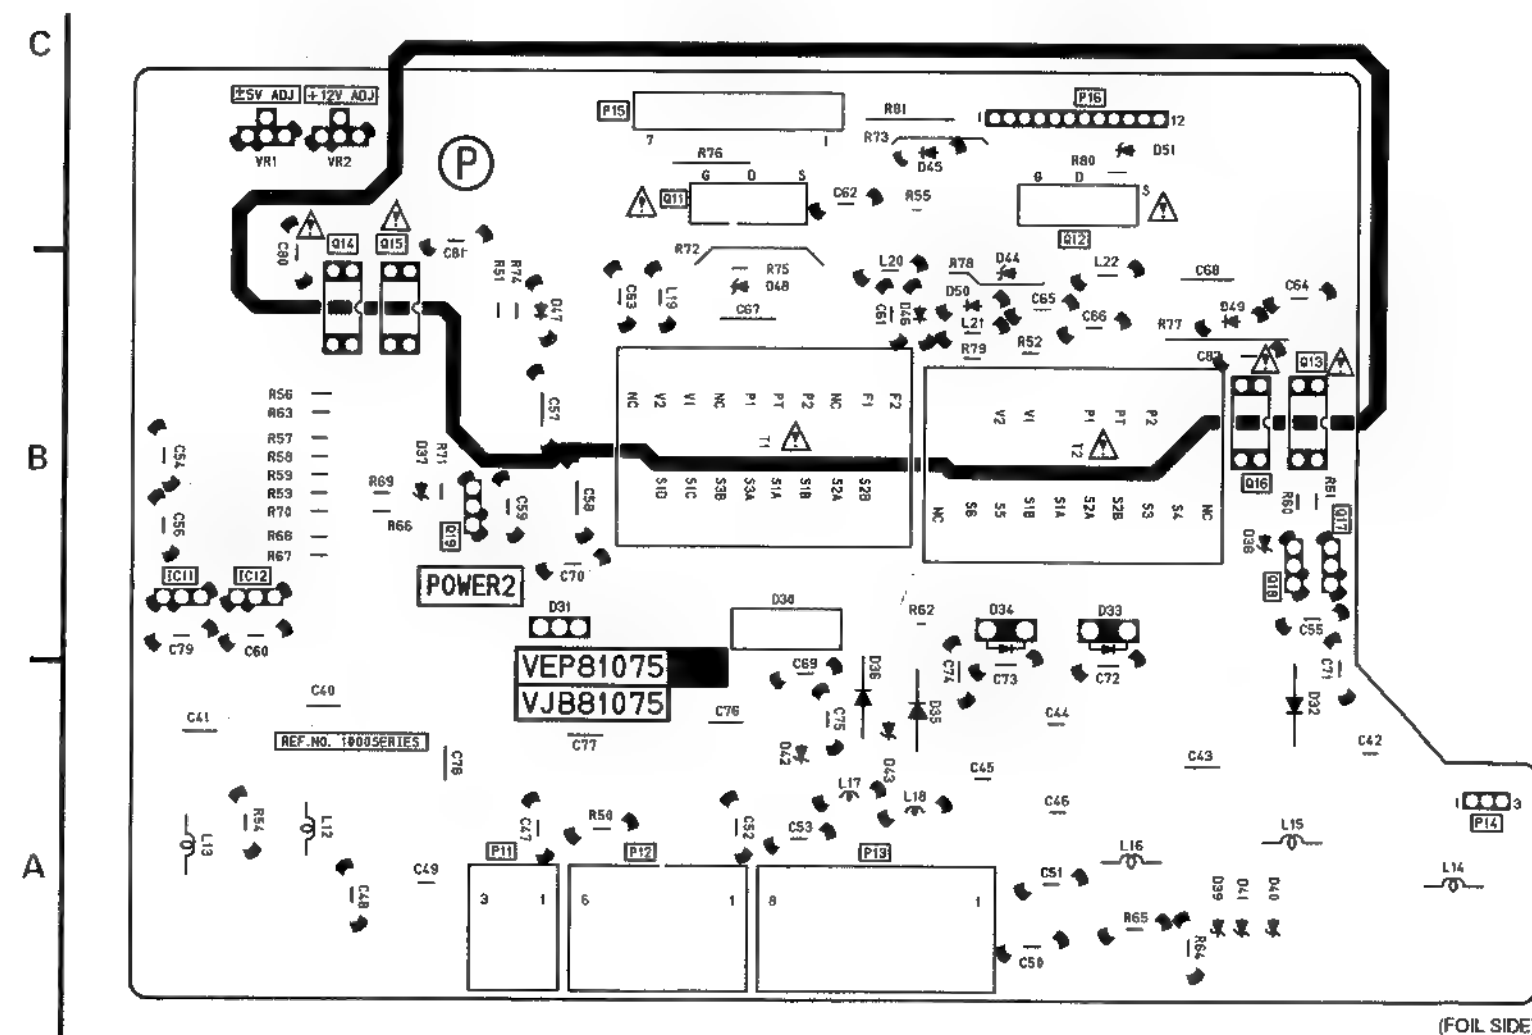 C
±5V ADJ
+12V ADJ
VR1
VR2
P
P15
7
1
R81
P16
1
12
R73
D45
D51
R80
R76
G
D
S
Q11
C62
R55
G
D
S
Q12
C80
Q14
Q15
C81
R51
R74
D47
C63
L19
R72
R75
D48
C67
L20
C61
D46
R78
D44
D50
L21
R79
C65
L22
C66
R52
C68
C64
D49
R77
Q13
B
R56
R63
R57
R58
R59
R53
R70
R68
R67
C54
C56
C57
D37
R71
R69
R66
Q19
C59
C58
C70
NC
V2
V1
NC
P1
PT
P2
NC
F1
F2
T1
S1D
S1C
S3B
S3A
S1A
S1B
S2A
S2B
V2
V1
P1
PT
P2
T2
NC
S6
S5
S1B
S1A
S2A
S2B
S3
S4
NC
Q16
R60
R61
Q17
D38
Q18
IC11
IC12
C79
C60
POWER2
D31
D30
R62
D34
D33
C55
C71
VEP81075
VJB81075
C69
D36
D35
C74
C73
C72
C75
C76
C77
D42
D43
C44
D32
C42
C43
C45
C46
C40
C41
REF.NO. 1000SERIES
C78
L17
L18
L13
R54
L12
C47
R50
C52
C53
L16
L15
P14
1
3
L14
A
C49
C48
P11
3
1
P12
6
1
P13
8
1
C51
C50
R65
R64
D39
D41
D40
(FOIL SIDE